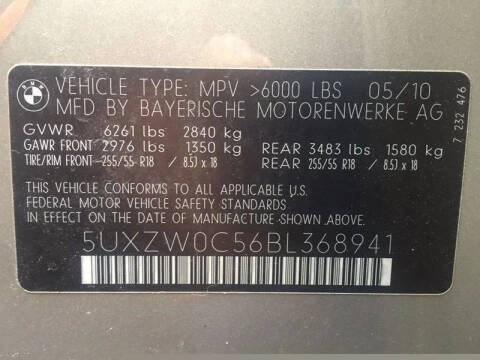 BMW
VEHICLE TYPE: MPV >6000 LBS 05/10
MFD BY BAYERISCHE MOTORENWERKE AG
GVWR 6261 lbs 2840 kg
GAWR FRONT 2976 lbs 1350 kg REAR 3483 lbs 1580 kg
TIRE/RIM FRONT -255/55 R18 / 8.5J x 18 REAR 255/55 R18 / 8.5J x 18
THIS VEHICLE CONFORMS TO ALL APPLICABLE U.S.
FEDERAL MOTOR VEHICLE SAFETY STANDARDS
IN EFFECT ON THE DATE OF MANUFACTURE -SHOWN .ABOVE.
5UXZW0C56BL368941
7 232 476